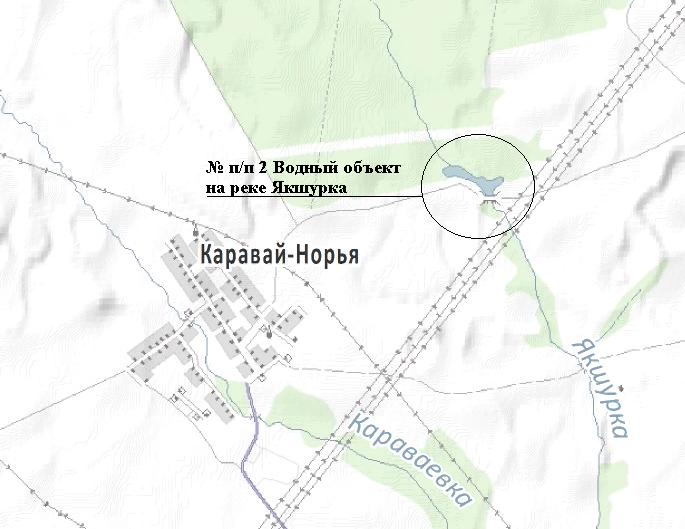 № п/п 2 Водный объект
на реке Якшурка
Каравай-Норья
Якшурка
Караваевка